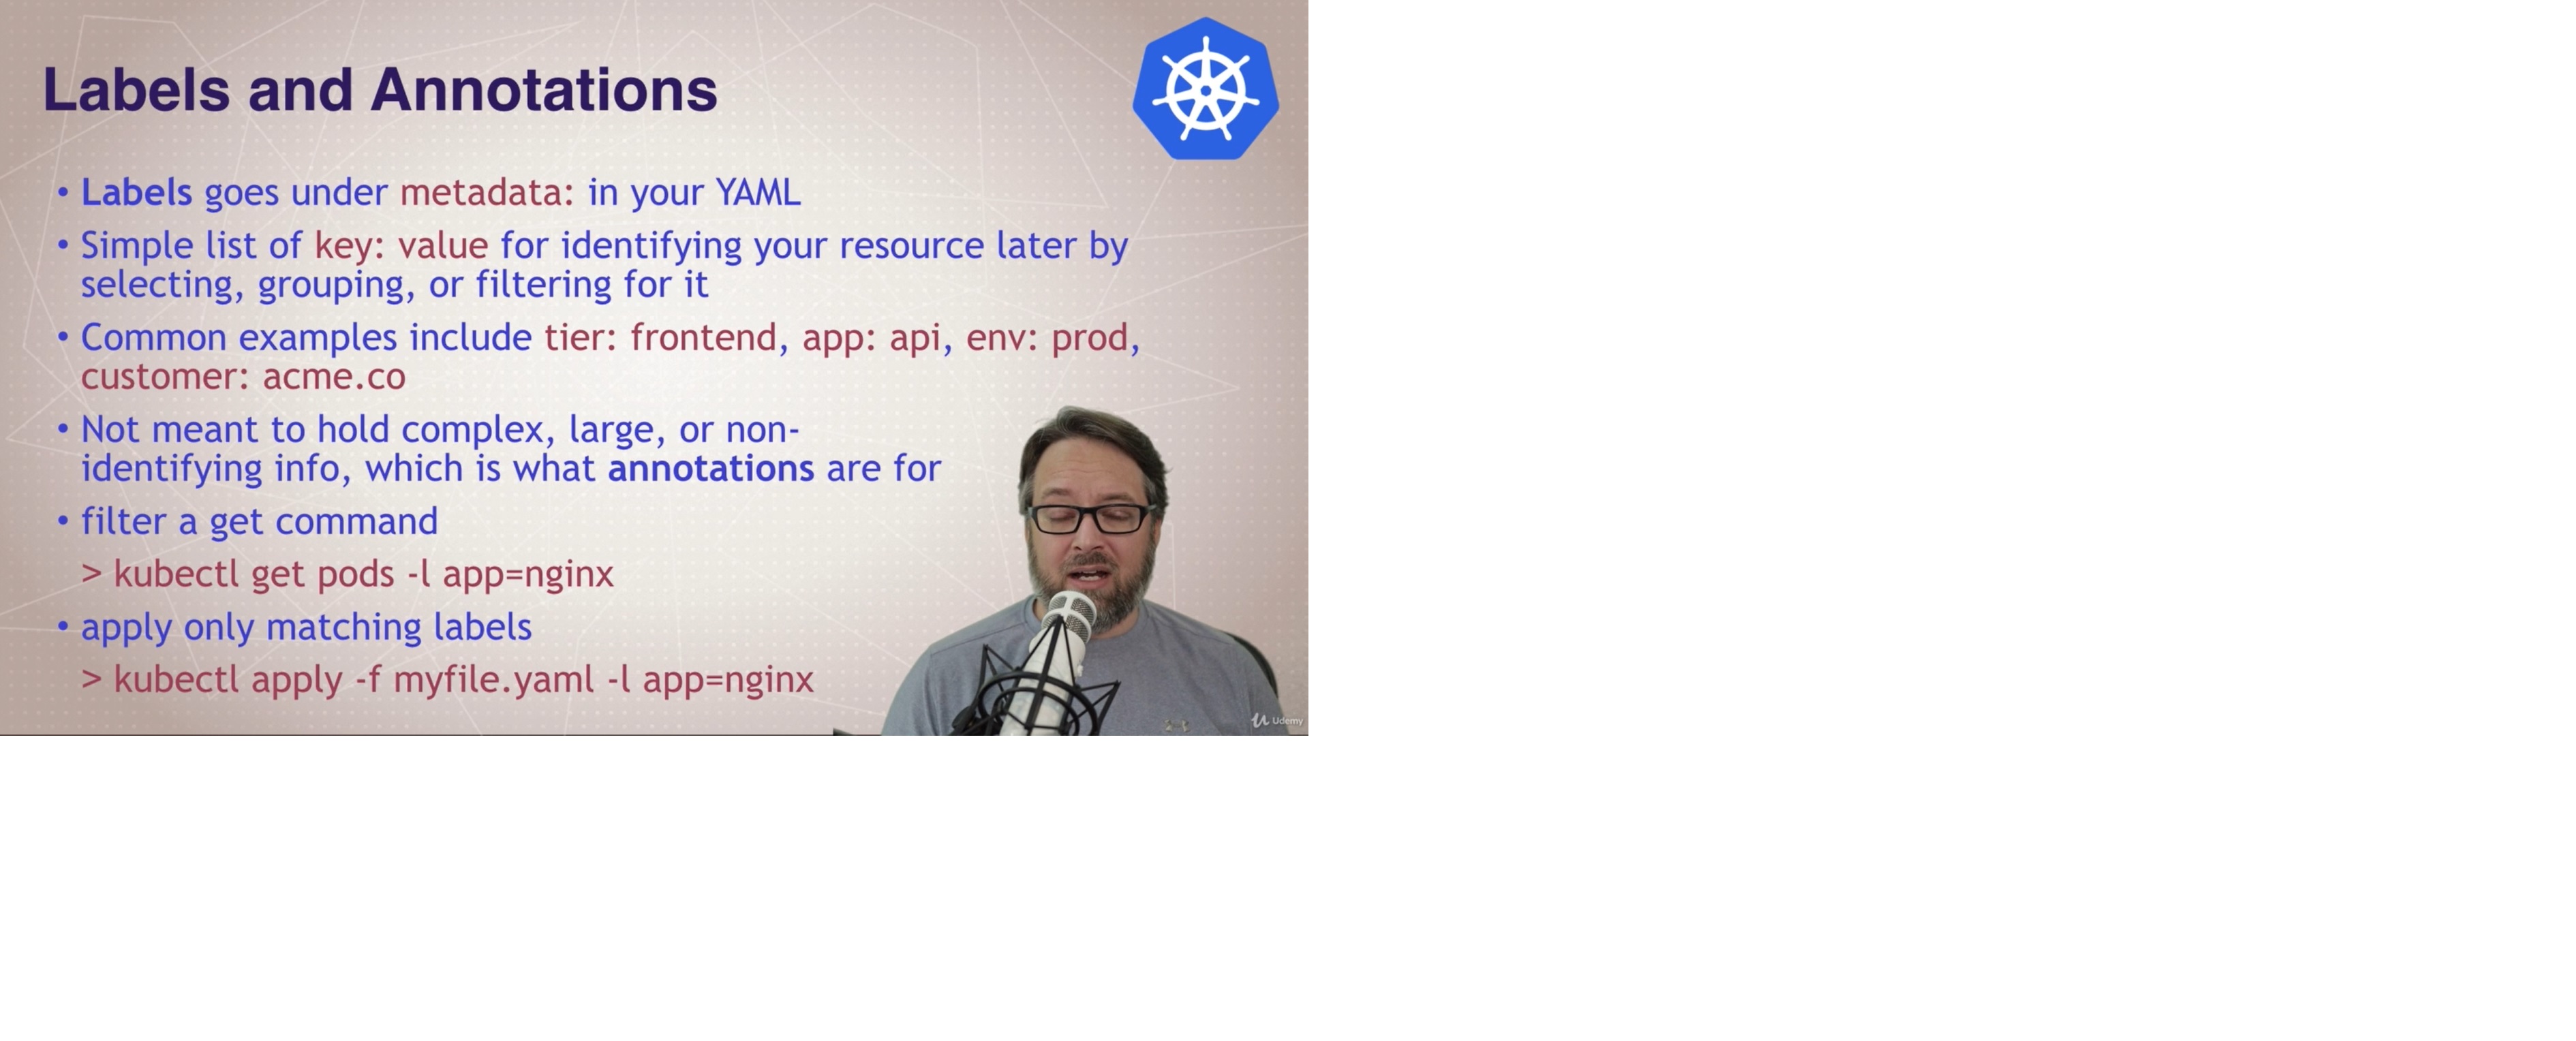 Labels and Annotations
• Labels goes under metadata: in your YAML
• Simple list of key: value for identifying your resource later by
selecting, grouping, or filtering for it
• Common examples include tier: frontend, app: api, env: prod,
customer: acme.co
• Not meant to hold complex, large, or non-
identifying info, which is what annotations are for
• filter a get command
> kubectl get pods -l app=nginx
• apply only matching labels
> kubectl apply -f myfile.yaml -l app=nginx
Udemy